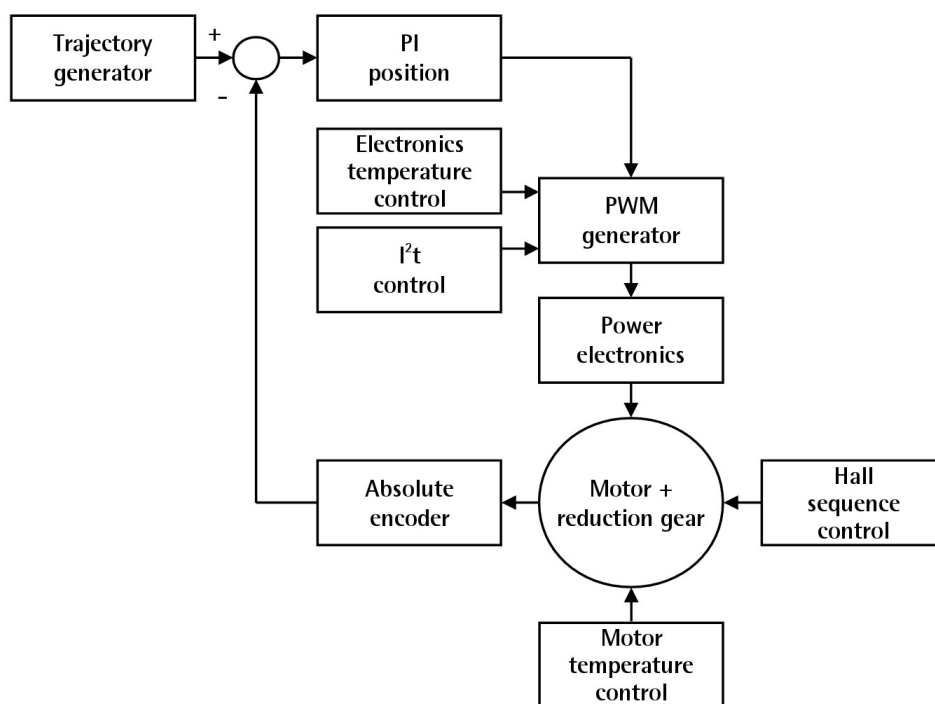 Trajectory
generator
+
-
PI
position
Electronics
temperature
control
I²t
control
PWM
generator
Power
electronics
Absolute
encoder
Motor +
reduction gear
Hall
sequence
control
Motor
temperature
control